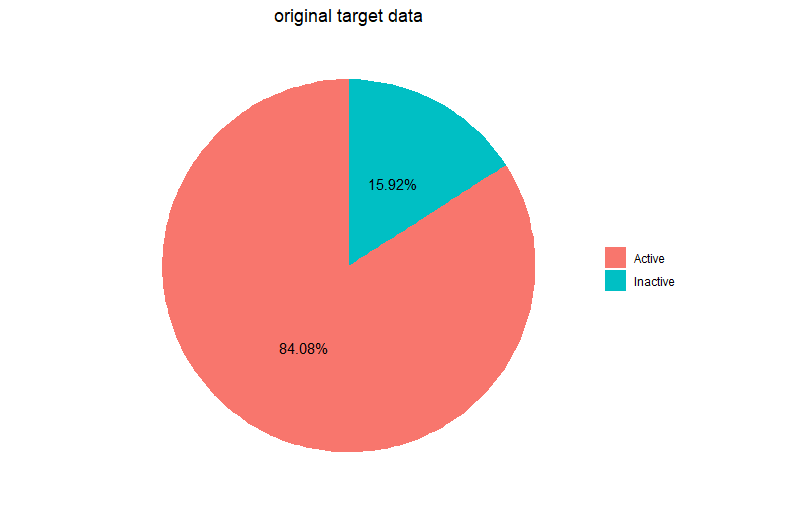 original target data
15.92%
84.08%
Active
Inactive